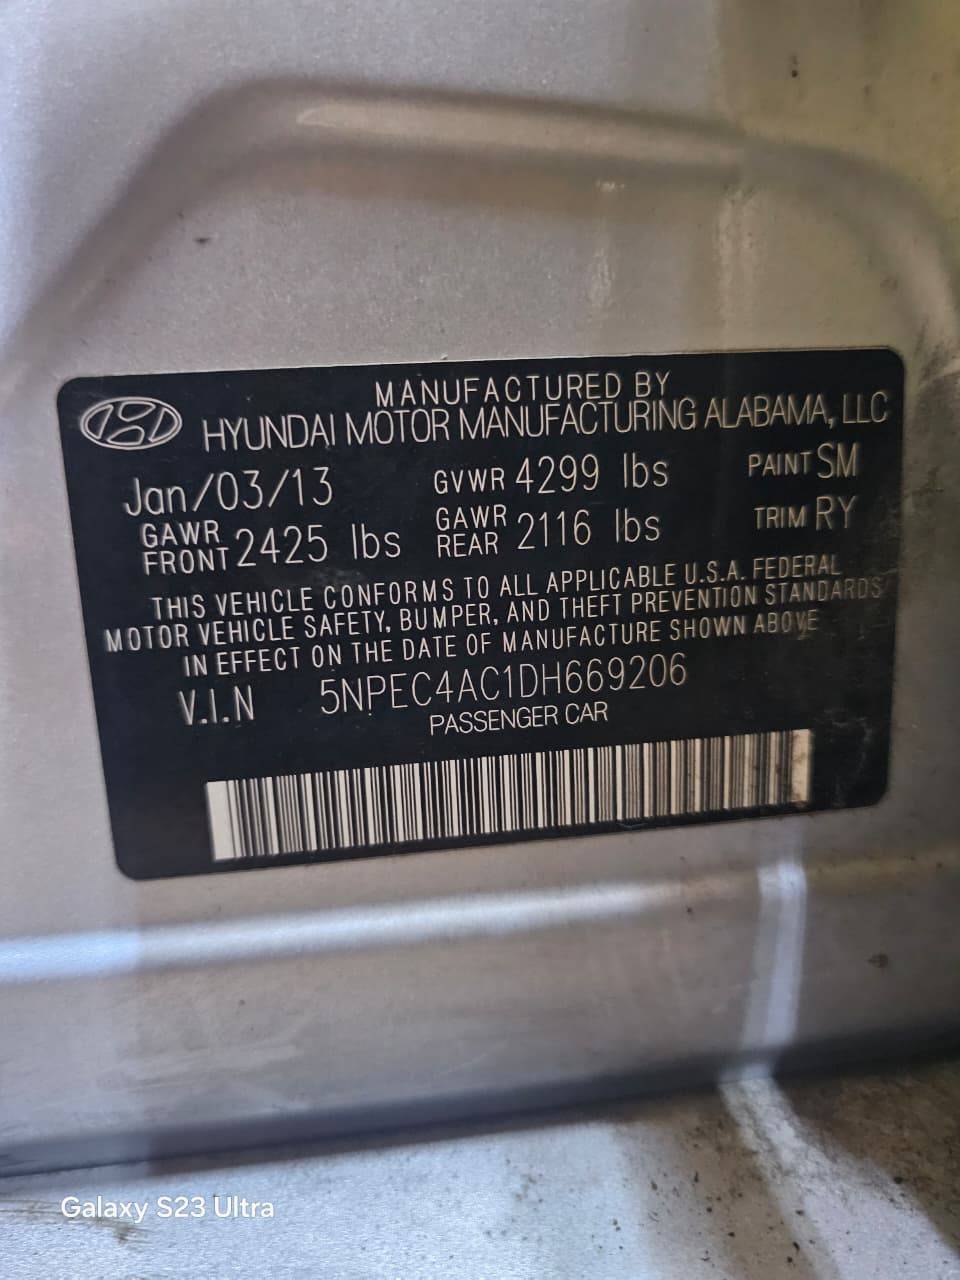 MANUFACTURED BY
HYUNDAI MOTOR MANUFACTURING ALABAMA, LLC
Jan/03/13 GVWR 4299 lbs PAINT SM
GAWR FRONT 2425 lbs GAWR REAR 2116 lbs TRIM RY
THIS VEHICLE CONFORMS TO ALL APPLICABLE U.S.A. FEDERAL
MOTOR VEHICLE SAFETY, BUMPER, AND THEFT PREVENTION STANDARDS
IN EFFECT ON THE DATE OF MANUFACTURE SHOWN ABOVE
V.I.N 5NPEC4AC1DH669206
PASSENGER CAR
Galaxy S23 Ultra